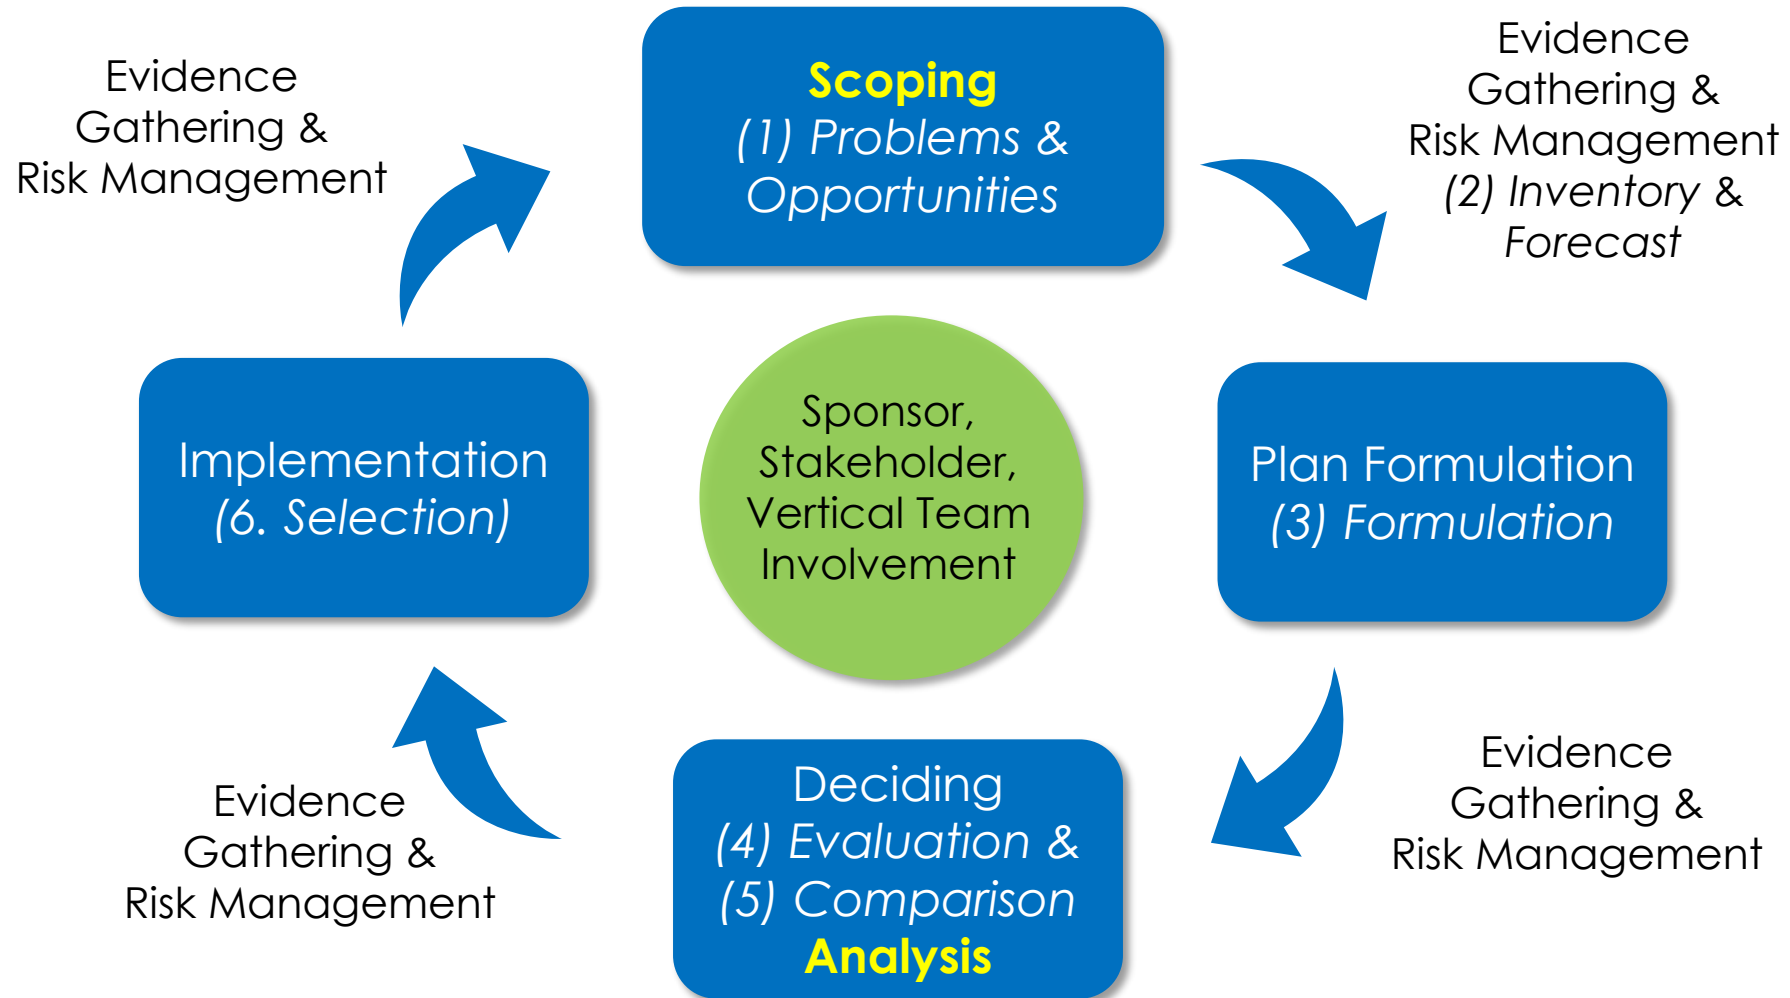 Evidence
Gathering &
Risk Management
Scoping
(1) Problems &
Opportunities
Evidence
Gathering &
Risk Management
(2) Inventory &
Forecast
Implementation
(6. Selection)
Sponsor,
Stakeholder,
Vertical Team
Involvement
Plan Formulation
(3) Formulation
Evidence
Gathering &
Risk Management
Deciding
(4) Evaluation &
(5) Comparison
Analysis
Evidence
Gathering &
Risk Management